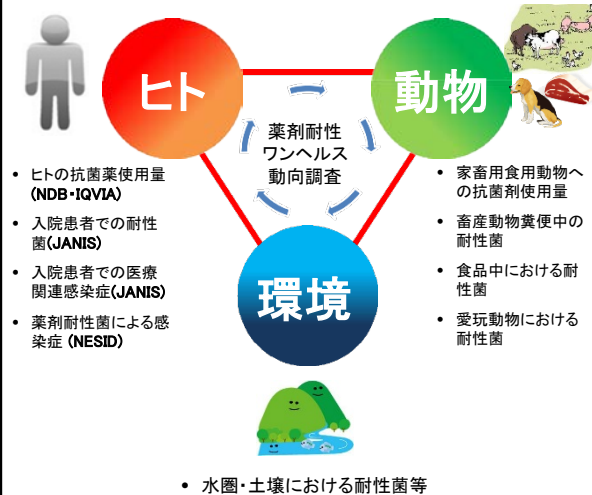 ヒト
動物
薬剤耐性
ワンヘルス
動向調査
• ヒトの抗菌薬使用量
(NDB・IQVIA)
• 入院患者での耐性
菌(JANIS)
• 入院患者での医療
関連感染症(JANIS)
• 薬剤耐性菌による感
染症 (NESID)
• 家畜用食用動物へ
の抗菌剤使用量
• 畜産動物糞便中の
耐性菌
• 食品中における耐
性菌
• 愛玩動物における
耐性菌
環境
• 水圏・土壌における耐性菌等